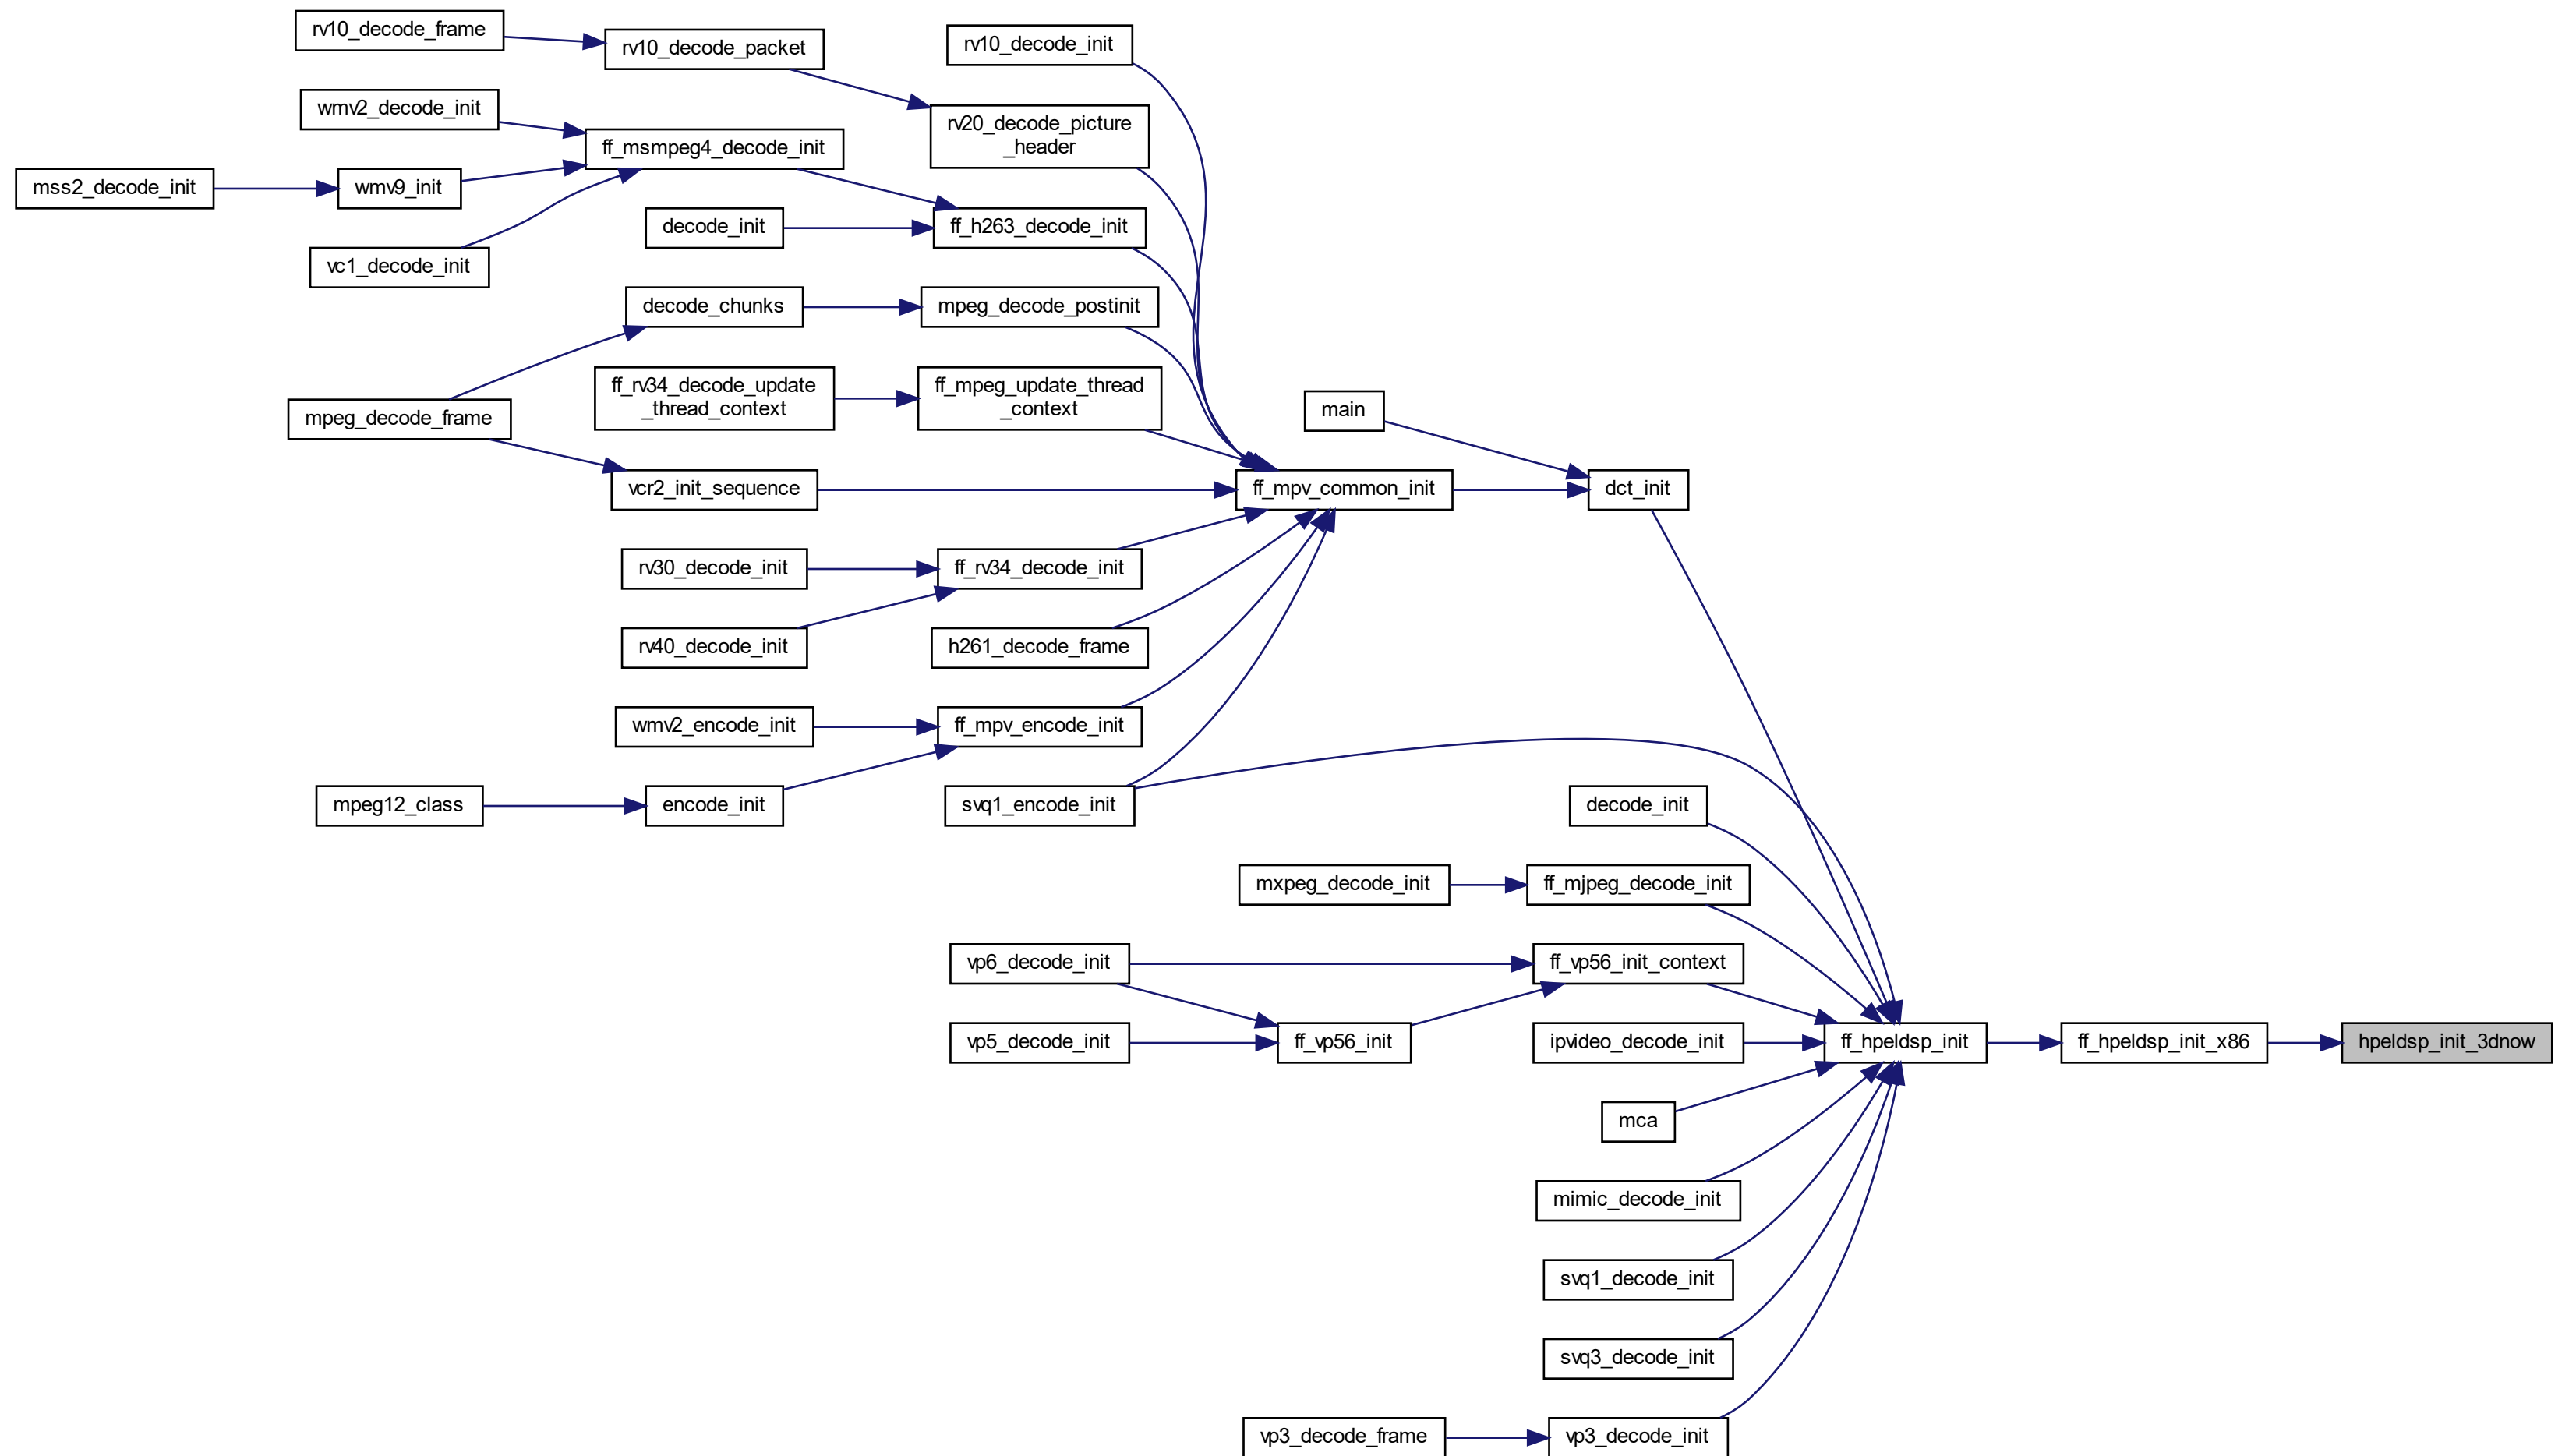 rv10_decode_frame
rv10_decode_packet
rv10_decode_init
wmv2_decode_init
rv20_decode_picture
_header
ff_msmpeg4_decode_init
mss2_decode_init
wmv9_init
decode_init
ff_h263_decode_init
vc1_decode_init
decode_chunks
mpeg_decode_postinit
ff_rv34_decode_update
_thread_context
ff_mpeg_update_thread
_context
main
mpeg_decode_frame
vcr2_init_sequence
ff_mpv_common_init
dct_init
rv30_decode_init
ff_rv34_decode_init
rv40_decode_init
h261_decode_frame
wmv2_encode_init
ff_mpv_encode_init
mpeg12_class
encode_init
svq1_encode_init
decode_init
mxpeg_decode_init
ff_mjpeg_decode_init
vp6_decode_init
ff_vp56_init_context
vp5_decode_init
ff_vp56_init
ipvideo_decode_init
ff_hpeldsp_init
ff_hpeldsp_init_x86
hpeldsp_init_3dnow
mca
mimic_decode_init
svq1_decode_init
svq3_decode_init
vp3_decode_frame
vp3_decode_init